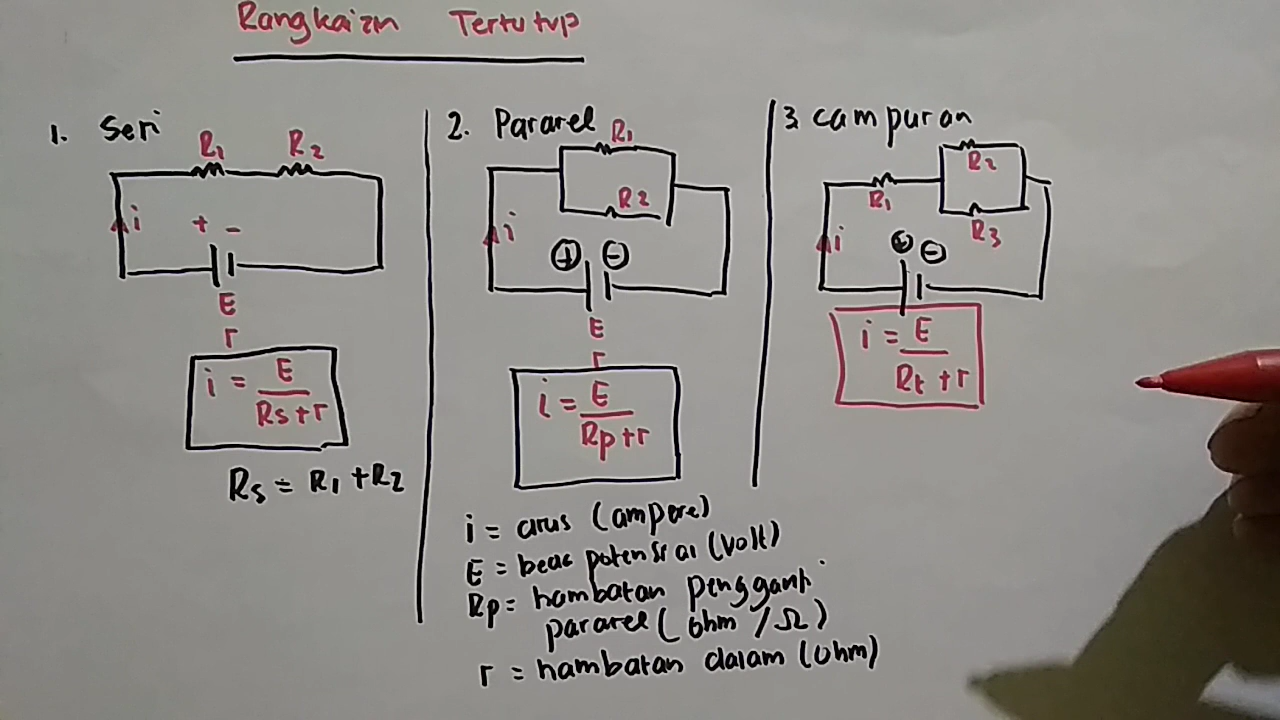 Rangkaian Tertutup
1. Seri
R1 R2
i
+ -
E
r
i = E / Rs+r
Rs = R1 + R2
2. Pararel
R1
R2
i
+ -
E
r
i = E / Rp+r
i = arus (ampere)
E = beda potensial (volt)
Rp = hambatan pengganti
pararel (ohm / Ω)
r = hambatan dalam (ohm)
3. campuran
R2
R1
R3
i
+ -
i = E / Rt + r